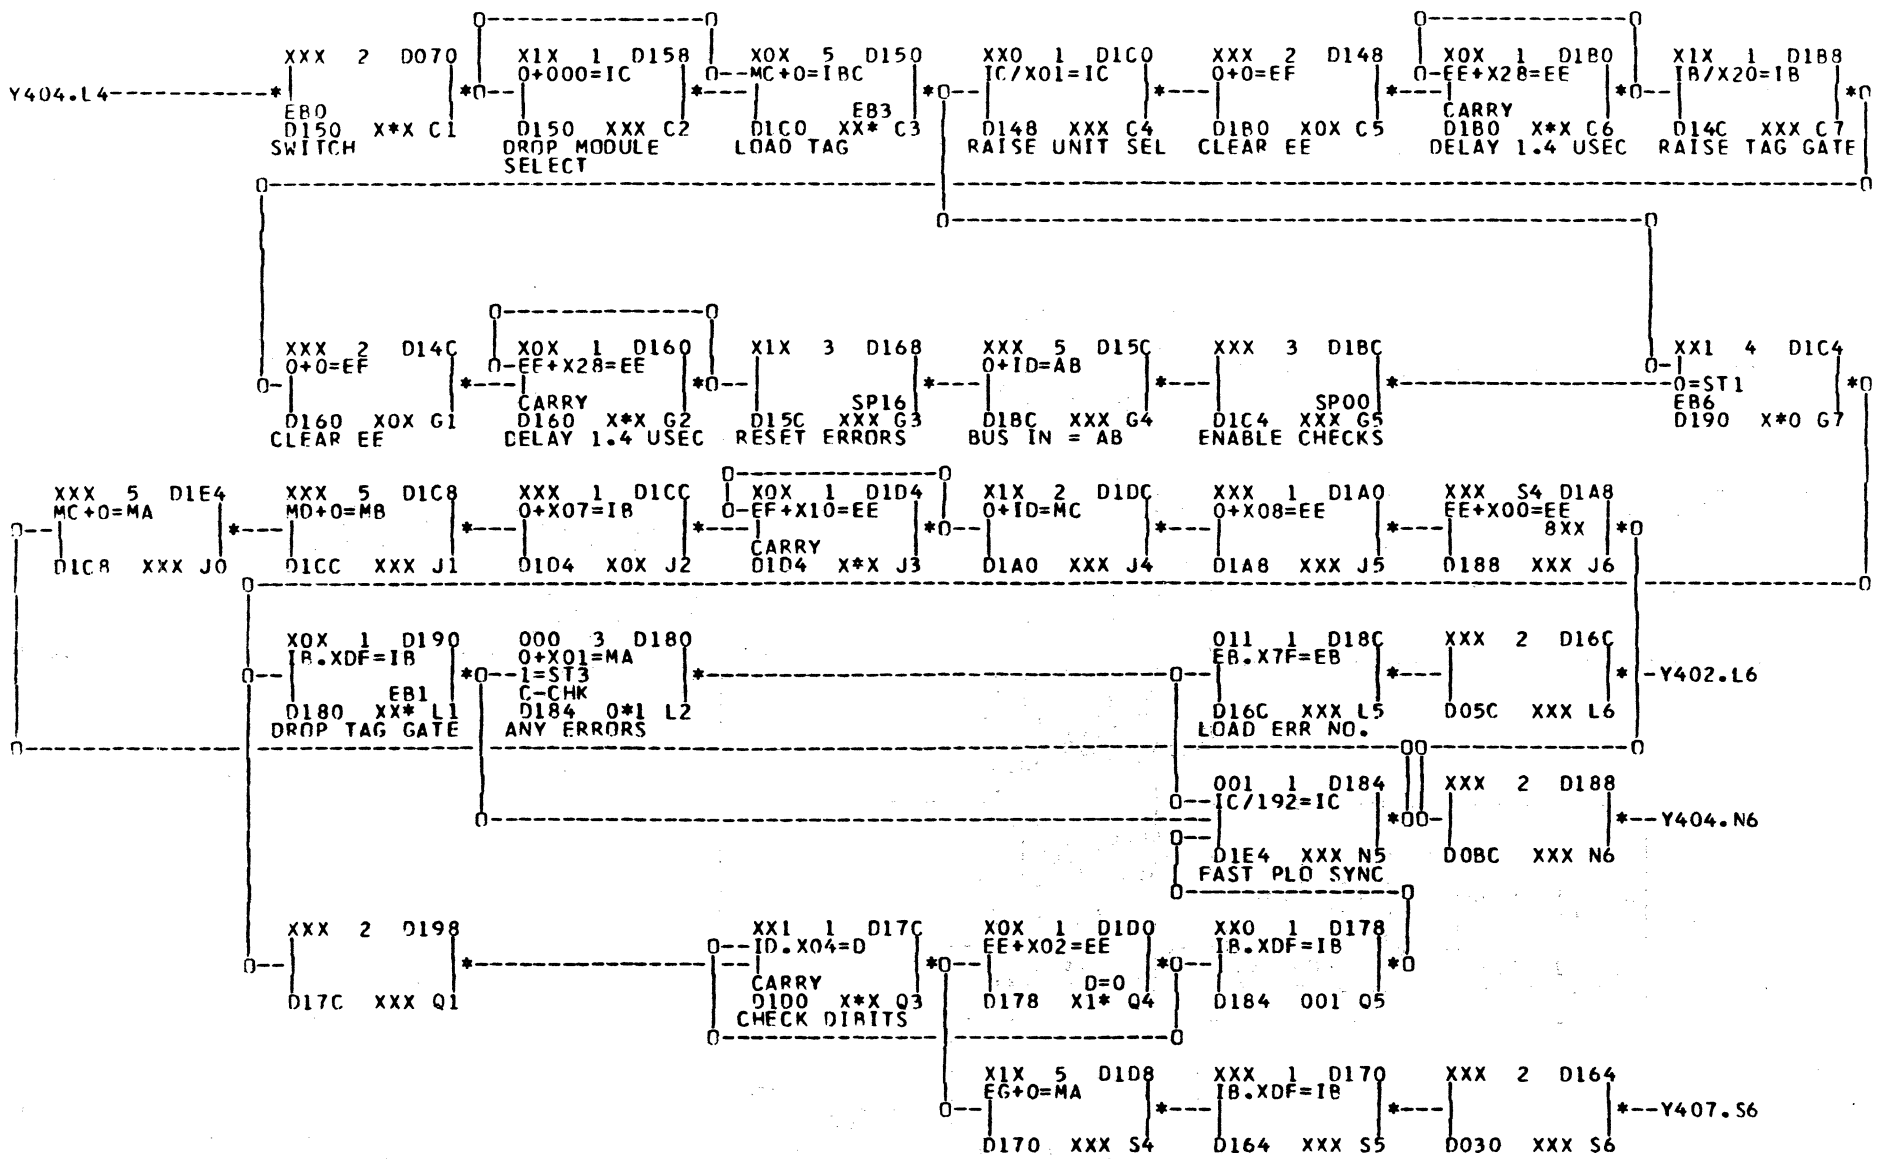 Y404.L4
XXX 2 D070
EB0
D150 X*X C1
SWITCH
X1X 1 D158
0+000=IC
D150 XXX C2
DROP MODULE
SELECT
X0X 5 D150
MC+0=IBC
EB3
D1C0 XX* C3
LOAD TAG
XX0 1 D1C0
IC/X01=IC
D148 XXX C4
RAISE UNIT SEL
XXX 2 D148
0+0=EF
D1B0 X0X C5
CLEAR EE
X0X 1 D1B0
EE+X28=EE
CARRY
D1B0 X*X C6
DELAY 1.4 USEC
X1X 1 D1B8
IB/X20=IB
D14C XXX C7
RAISE TAG GATE
XXX 2 D14C
0+0=EF
D160 X0X G1
CLEAR EE
X0X 1 D160
EF+X28=EE
CARRY
D160 X*X G2
DELAY 1.4 USEC
X1X 3 D168
SP16
D15C XXX G3
RESET ERRORS
XXX 5 D15C
0+ID=AB
D1BC XXX G4
BUS IN = AB
XXX 3 D1BC
SP00
D1C4 XXX G5
ENABLE CHECKS
XX1 4 D1C4
0=ST1
EB6
D190 X*0 G7
XXX 5 D1E4
MC+0=MA
D1C8 XXX J0
XXX 5 D1C8
MD+0=MB
D1CC XXX J1
XXX 1 D1CC
0+X07=IB
D1D4 X0X J2
X0X 1 D1D4
EF+X10=EE
CARRY
D1D4 X*X J3
X1X 2 D1DC
0+ID=MC
D1A0 XXX J4
XXX 1 D1A0
0+X08=EE
D1A8 XXX J5
XXX S4 D1A8
EE+X00=EE
8XX
D188 XXX J6
X0X 1 D190
IB.XDF=IB
EB1
D180 XX* L1
DROP TAG GATE
000 3 D180
0+X01=MA
1=ST3
C-CHK
D184 0*1 L2
ANY ERRORS
011 1 D18C
EB.X7F=EB
D16C XXX L5
LOAD ERR NO.
XXX 2 D16C
D05C XXX L6
Y402.L6
001 1 D184
IC/192=IC
D1E4 XXX N5
FAST PLO SYNC
XXX 2 D188
D0BC XXX N6
Y404.N6
XXX 2 D198
D17C XXX Q1
XX1 1 D17C
ID.X04=D
CARRY
D1D0 X*X Q3
CHECK DIBITS
X0X 1 D1D0
EE+X02=EE
D=0
D178 X1* Q4
XX0 1 D178
IB.XDF=IB
D184 001 Q5
X1X 5 D1D8
EG+0=MA
D170 XXX S4
XXX 1 D170
IB.XDF=IB
D164 XXX S5
XXX 2 D164
D030 XXX S6
Y407.S6